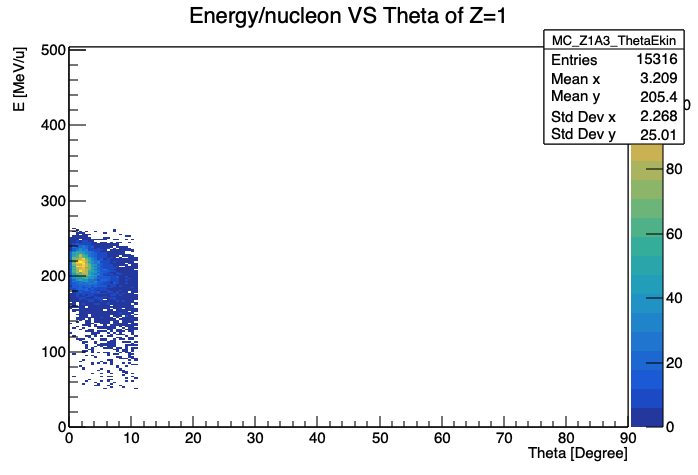 Energy/nucleon VS Theta of Z=1
MC_Z1A3_ThetaEkin
Entries 15316
Mean x 3.209
Mean y 205.4
Std Dev x 2.268
Std Dev y 25.01
E [MeV/u]
500
400
300
200
100
0
0 10 20 30 40 50 60 70 80 90
Theta [Degree]
80
60
40
20
0